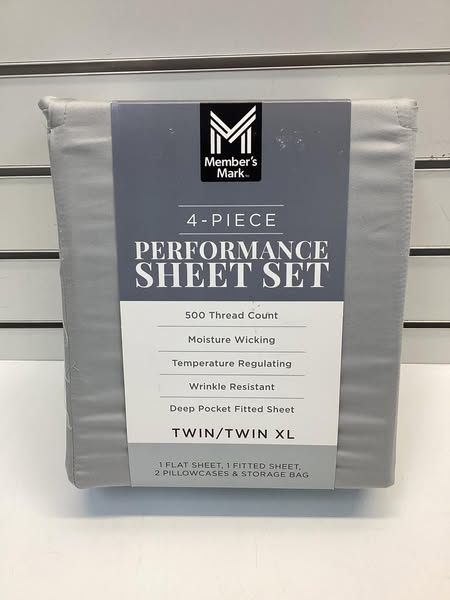 Member's
Mark
4-PIECE
PERFORMANCE
SHEET SET
500 Thread Count
Moisture Wicking
Temperature Regulating
Wrinkle Resistant
Deep Pocket Fitted Sheet
TWIN/TWIN XL
1 FLAT SHEET, 1 FITTED SHEET,
2 PILLOWCASES & STORAGE BAG